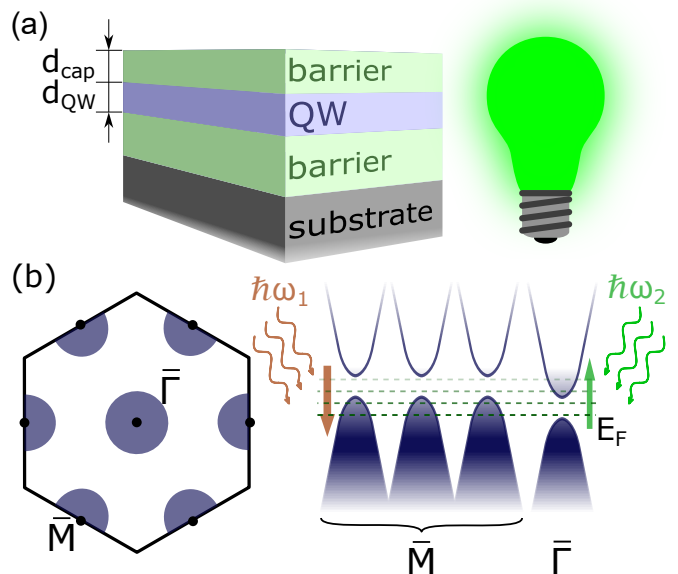 (a)
d_cap
d_QW
barrier
QW
barrier
substrate
(b)
Γ̄
M̄
ħω₁
ħω₂
E_F
M̄
Γ̄